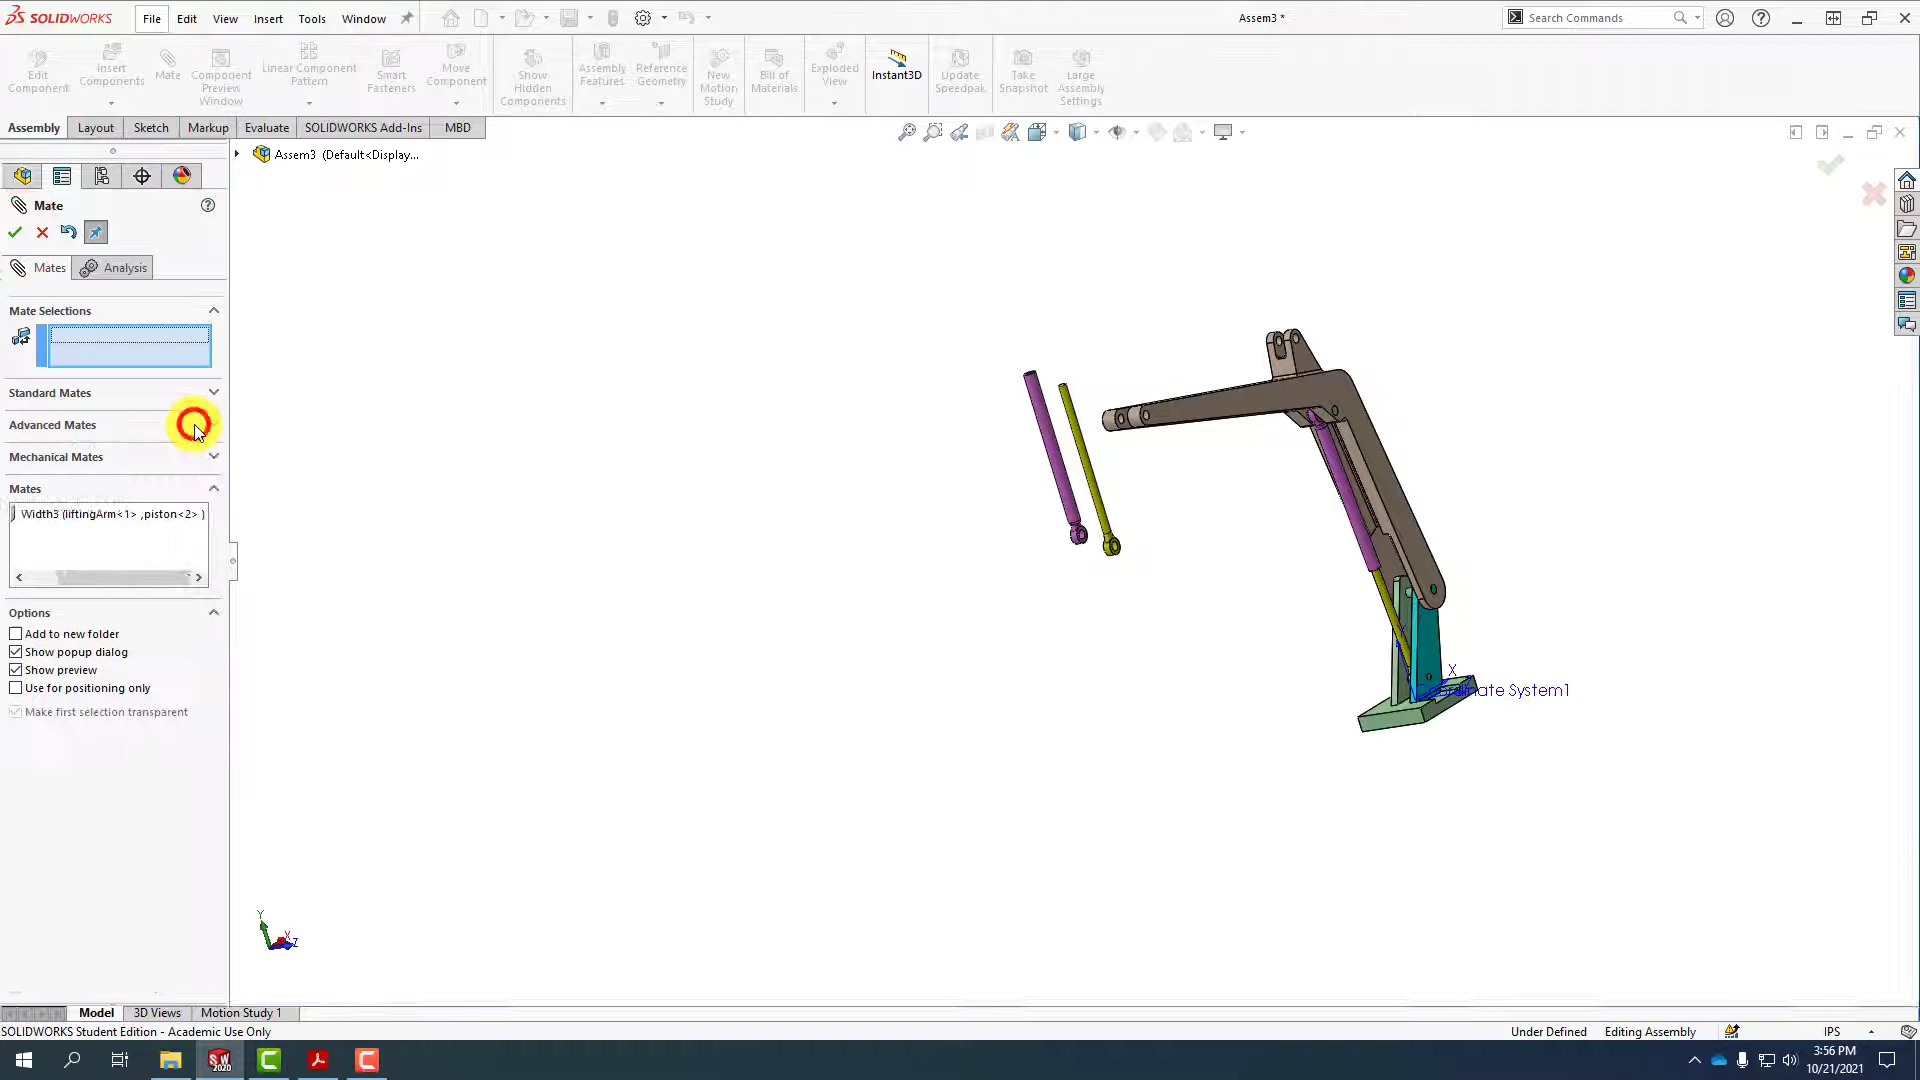 SOLIDWORKS File Edit View Insert Tools Window Assem3 * Search Commands
Edit Component
Insert Components
Mate
Component Preview Window
Linear Component Pattern
Smart Fasteners
Move Component
Show Hidden Components
Assembly Features
Reference Geometry
New Motion Study
Bill of Materials
Exploded View
Instant3D
Update Speedpak
Take Snapshot
Large Assembly Settings
Assembly Layout Sketch Markup Evaluate SOLIDWORKS Add-Ins MBD
Assem3 (Default<Display...
Mate
Mates Analysis
Mate Selections
Standard Mates
Advanced Mates
Mechanical Mates
Mates
Width3 (liftingArm<1> ,piston<2> )
Options
Add to new folder
Show popup dialog
Show preview
Use for positioning only
Make first selection transparent
X
Y
X
Z
Model 3D Views Motion Study 1
SOLIDWORKS Student Edition - Academic Use Only Under Defined Editing Assembly IPS
SW 2020
3:56 PM
10/21/2021